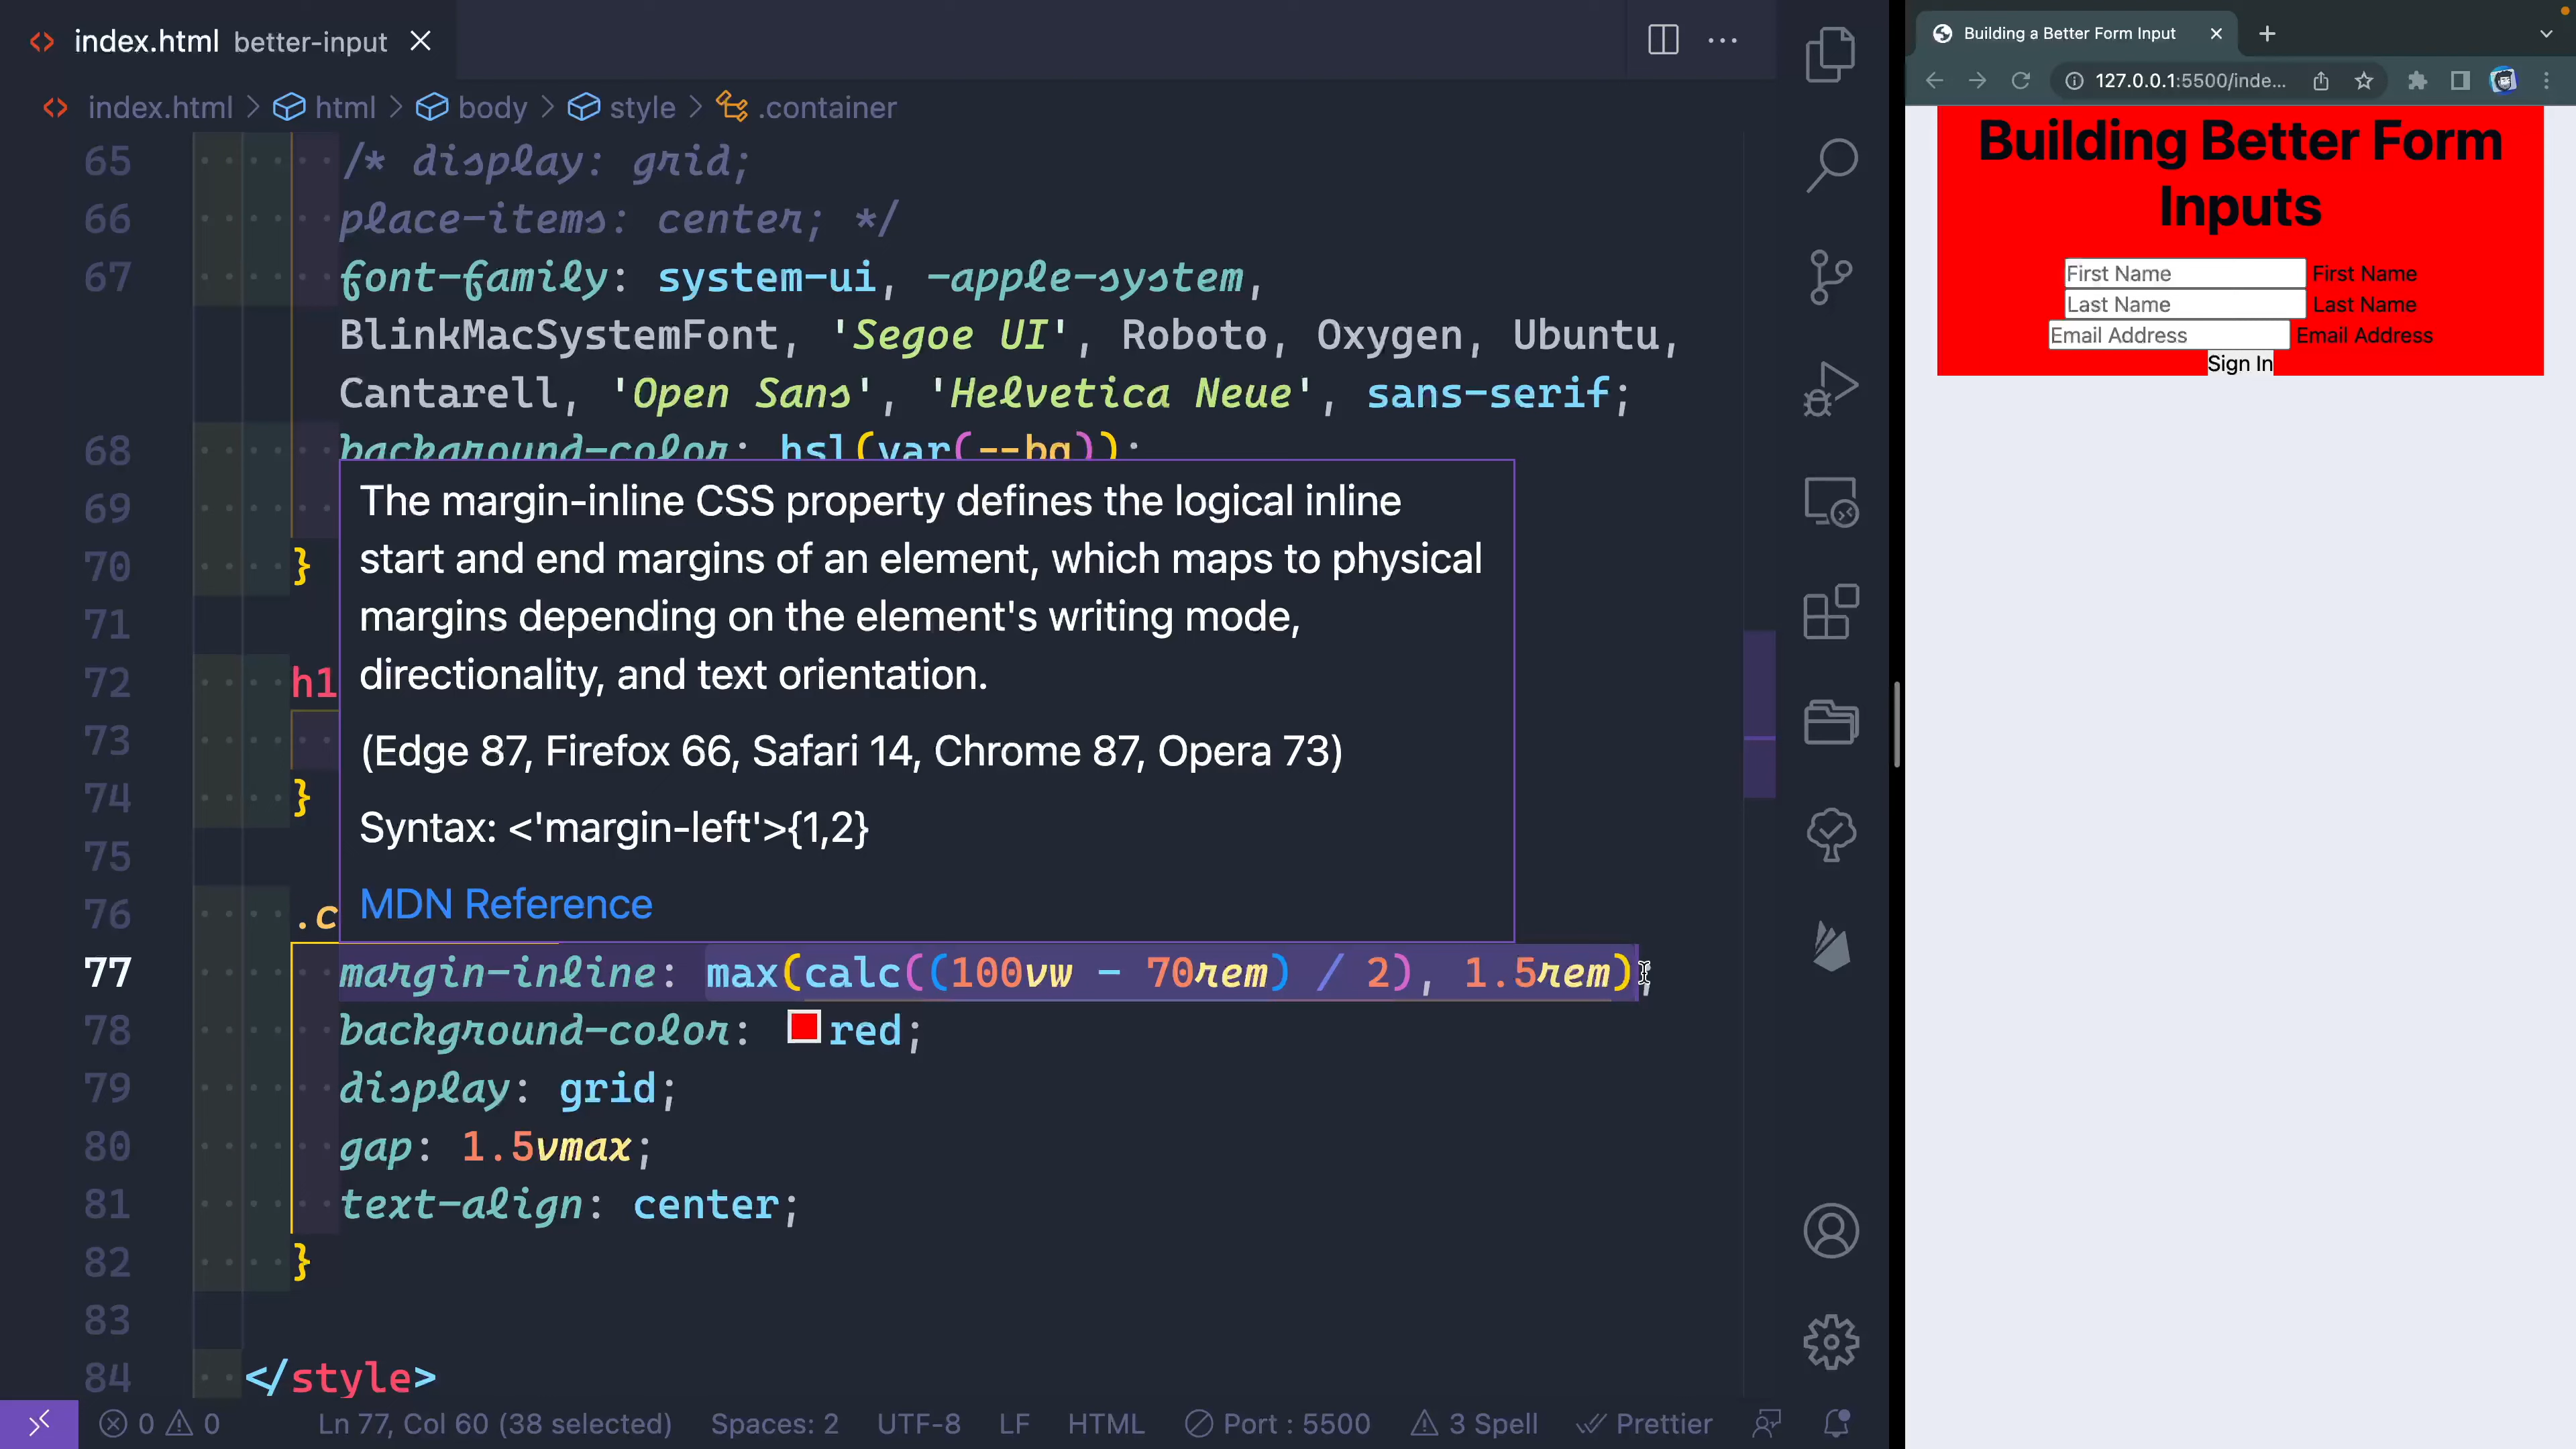 index.html better-input
index.html > html > body > style > .container
65 /* display: grid;
66 place-items: center; */
67 font-family: system-ui, -apple-system,
BlinkMacSystemFont, 'Segoe UI', Roboto, Oxygen, Ubuntu,
Cantarell, 'Open Sans', 'Helvetica Neue', sans-serif;
68 background-color: hsl(var(--bg));
69
70 }
71
72 h1
73
74 }
75
76 .c
The margin-inline CSS property defines the logical inline
start and end margins of an element, which maps to physical
margins depending on the element's writing mode,
directionality, and text orientation.
(Edge 87, Firefox 66, Safari 14, Chrome 87, Opera 73)
Syntax: <'margin-left'>{1,2}
MDN Reference
77 margin-inline: max(calc((100vw - 70rem) / 2), 1.5rem);
78 background-color: red;
79 display: grid;
80 gap: 1.5vmax;
81 text-align: center;
82 }
83
84 </style>
0 0 Ln 77, Col 60 (38 selected) Spaces: 2 UTF-8 LF HTML Port : 5500 3 Spell Prettier
Building a Better Form Input
127.0.0.1:5500/inde...
Building Better Form
Inputs
First Name First Name
Last Name Last Name
Email Address Email Address
Sign In